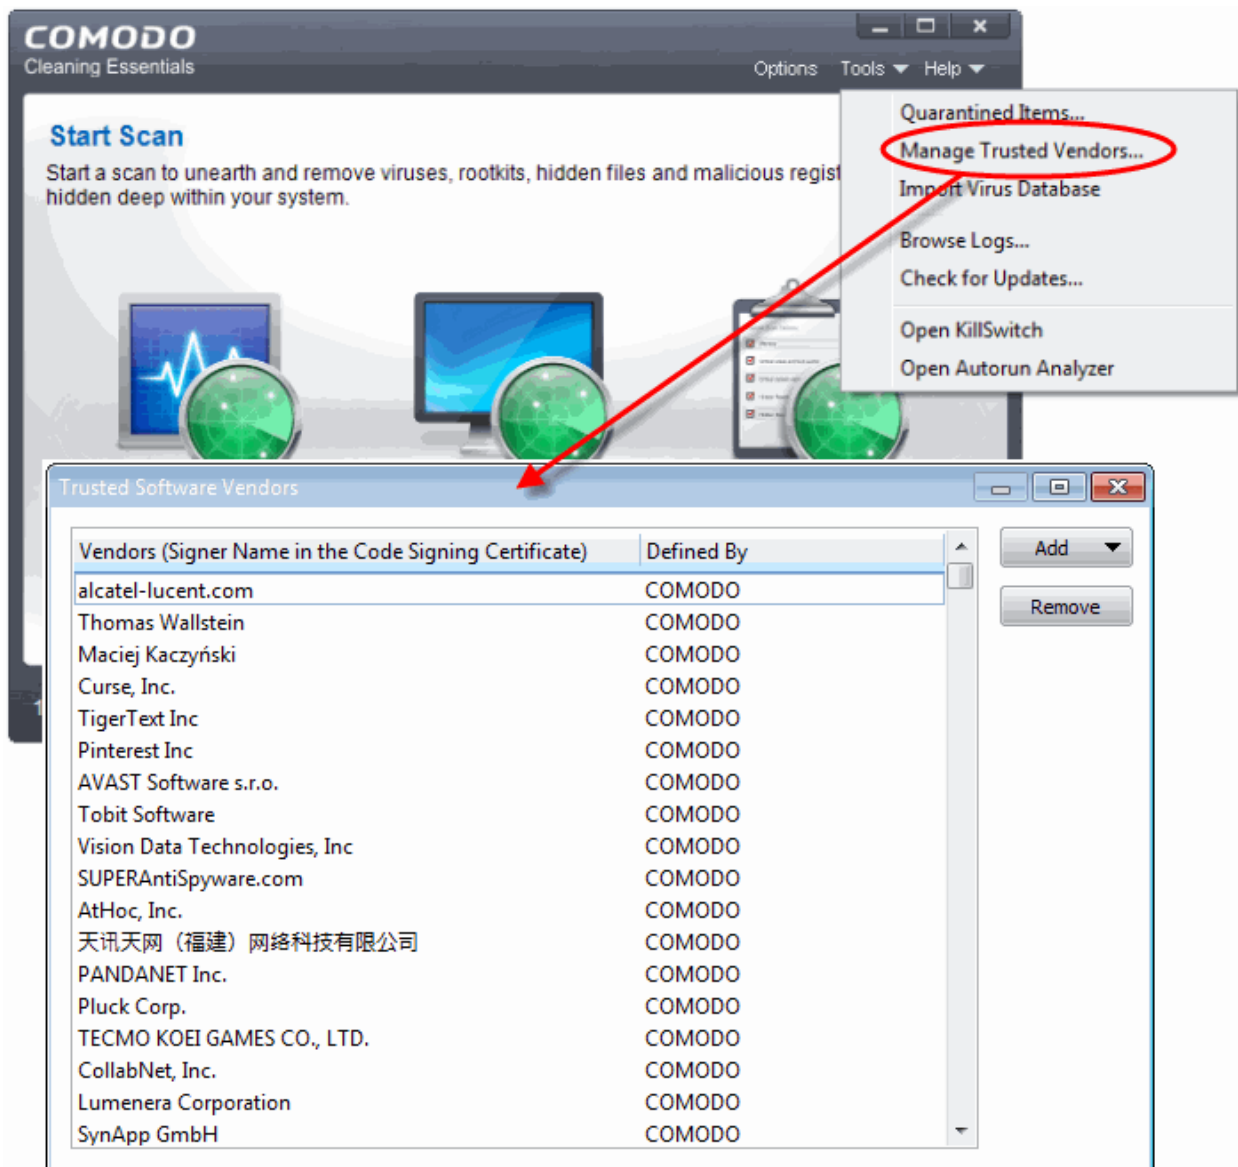 COMODO
Cleaning Essentials
Options Tools Help
Quarantined Items...
Manage Trusted Vendors...
Import Virus Database
Browse Logs...
Check for Updates...
Open KillSwitch
Open Autorun Analyzer
Start Scan
Start a scan to unearth and remove viruses, rootkits, hidden files and malicious regist
hidden deep within your system.
Trusted Software Vendors
Vendors (Signer Name in the Code Signing Certificate) Defined By
Add
Remove
alcatel-lucent.com COMODO
Thomas Wallstein COMODO
Maciej Kaczyński COMODO
Curse, Inc. COMODO
TigerText Inc COMODO
Pinterest Inc COMODO
AVAST Software s.r.o. COMODO
Tobit Software COMODO
Vision Data Technologies, Inc COMODO
SUPERAntiSpyware.com COMODO
AtHoc, Inc. COMODO
天讯天网（福建）网络科技有限公司 COMODO
PANDANET Inc. COMODO
Pluck Corp. COMODO
TECMO KOEI GAMES CO., LTD. COMODO
CollabNet, Inc. COMODO
Lumenera Corporation COMODO
SynApp GmbH COMODO